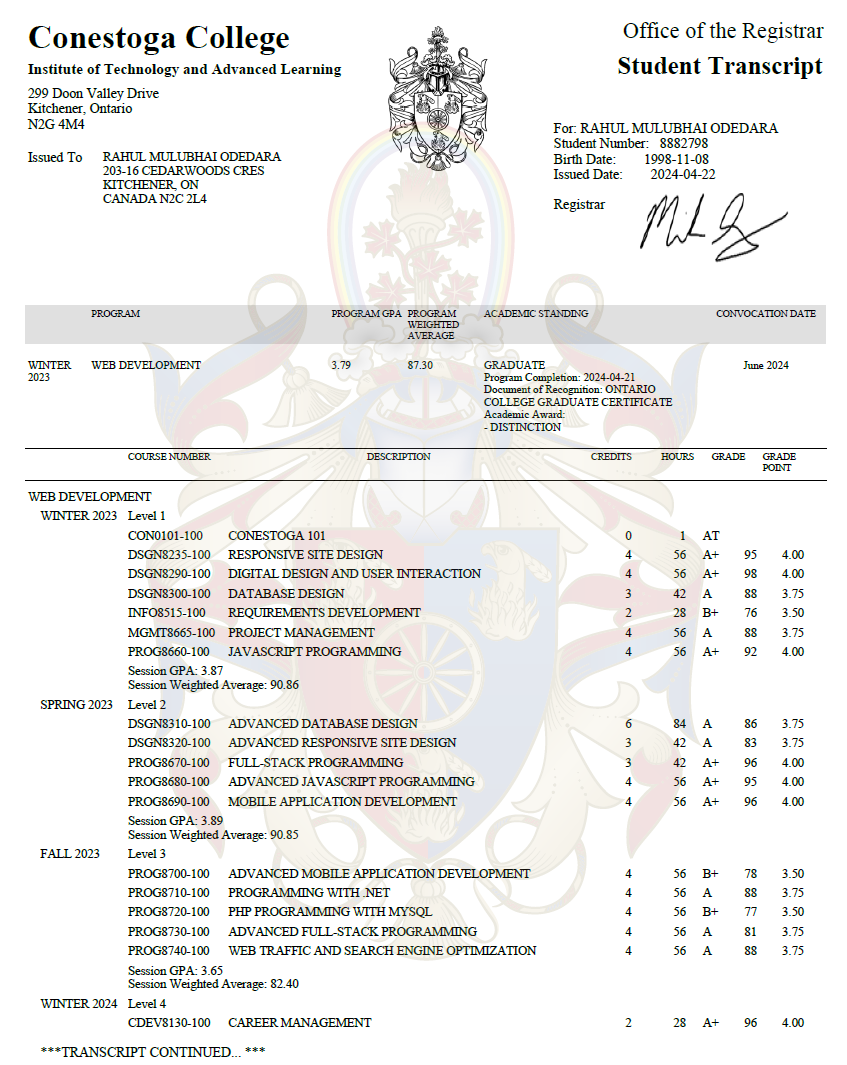 Conestoga College
Institute of Technology and Advanced Learning
299 Doon Valley Drive
Kitchener, Ontario
N2G 4M4
Office of the Registrar
Student Transcript
Issued To RAHUL MULUBHAI ODEDARA
203-16 CEDARWOODS CRES
KITCHENER, ON
CANADA N2C 2L4
For: RAHUL MULUBHAI ODEDARA
Student Number: 8882798
Birth Date: 1998-11-08
Issued Date: 2024-04-22
Registrar
PROGRAM PROGRAM GPA PROGRAM WEIGHTED AVERAGE ACADEMIC STANDING CONVOCATION DATE
WINTER 2023 WEB DEVELOPMENT 3.79 87.30 GRADUATE June 2024
Program Completion: 2024-04-21
Document of Recognition: ONTARIO
COLLEGE GRADUATE CERTIFICATE
Academic Award:
- DISTINCTION
COURSE NUMBER DESCRIPTION CREDITS HOURS GRADE GRADE POINT
WEB DEVELOPMENT
WINTER 2023 Level 1
CON0101-100 CONESTOGA 101 0 1 AT
DSGN8235-100 RESPONSIVE SITE DESIGN 4 56 A+ 95 4.00
DSGN8290-100 DIGITAL DESIGN AND USER INTERACTION 4 56 A+ 98 4.00
DSGN8300-100 DATABASE DESIGN 3 42 A 88 3.75
INFO8515-100 REQUIREMENTS DEVELOPMENT 2 28 B+ 76 3.50
MGMT8665-100 PROJECT MANAGEMENT 4 56 A 88 3.75
PROG8660-100 JAVASCRIPT PROGRAMMING 4 56 A+ 92 4.00
Session GPA: 3.87
Session Weighted Average: 90.86
SPRING 2023 Level 2
DSGN8310-100 ADVANCED DATABASE DESIGN 6 84 A 86 3.75
DSGN8320-100 ADVANCED RESPONSIVE SITE DESIGN 3 42 A 83 3.75
PROG8670-100 FULL-STACK PROGRAMMING 3 42 A+ 96 4.00
PROG8680-100 ADVANCED JAVASCRIPT PROGRAMMING 4 56 A+ 95 4.00
PROG8690-100 MOBILE APPLICATION DEVELOPMENT 4 56 A+ 96 4.00
Session GPA: 3.89
Session Weighted Average: 90.85
FALL 2023 Level 3
PROG8700-100 ADVANCED MOBILE APPLICATION DEVELOPMENT 4 56 B+ 78 3.50
PROG8710-100 PROGRAMMING WITH .NET 4 56 A 88 3.75
PROG8720-100 PHP PROGRAMMING WITH MYSQL 4 56 B+ 77 3.50
PROG8730-100 ADVANCED FULL-STACK PROGRAMMING 4 56 A 81 3.75
PROG8740-100 WEB TRAFFIC AND SEARCH ENGINE OPTIMIZATION 4 56 A 88 3.75
Session GPA: 3.65
Session Weighted Average: 82.40
WINTER 2024 Level 4
CDEV8130-100 CAREER MANAGEMENT 2 28 A+ 96 4.00
***TRANSCRIPT CONTINUED... ***